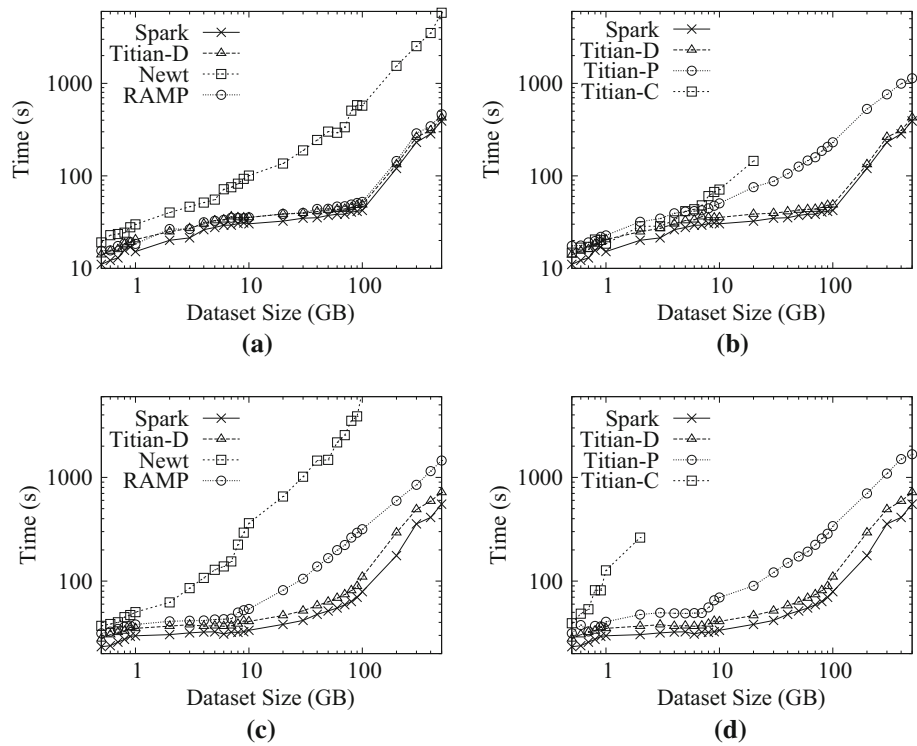 Spark
Titian-D
Newt
RAMP
1000
100
10
Time (s)
1 10 100
Dataset Size (GB)
(a)
Spark
Titian-D
Titian-P
Titian-C
1000
100
10
Time (s)
1 10 100
Dataset Size (GB)
(b)
Spark
Titian-D
Newt
RAMP
1000
100
Time (s)
1 10 100
Dataset Size (GB)
(c)
Spark
Titian-D
Titian-P
Titian-C
1000
100
Time (s)
1 10 100
Dataset Size (GB)
(d)